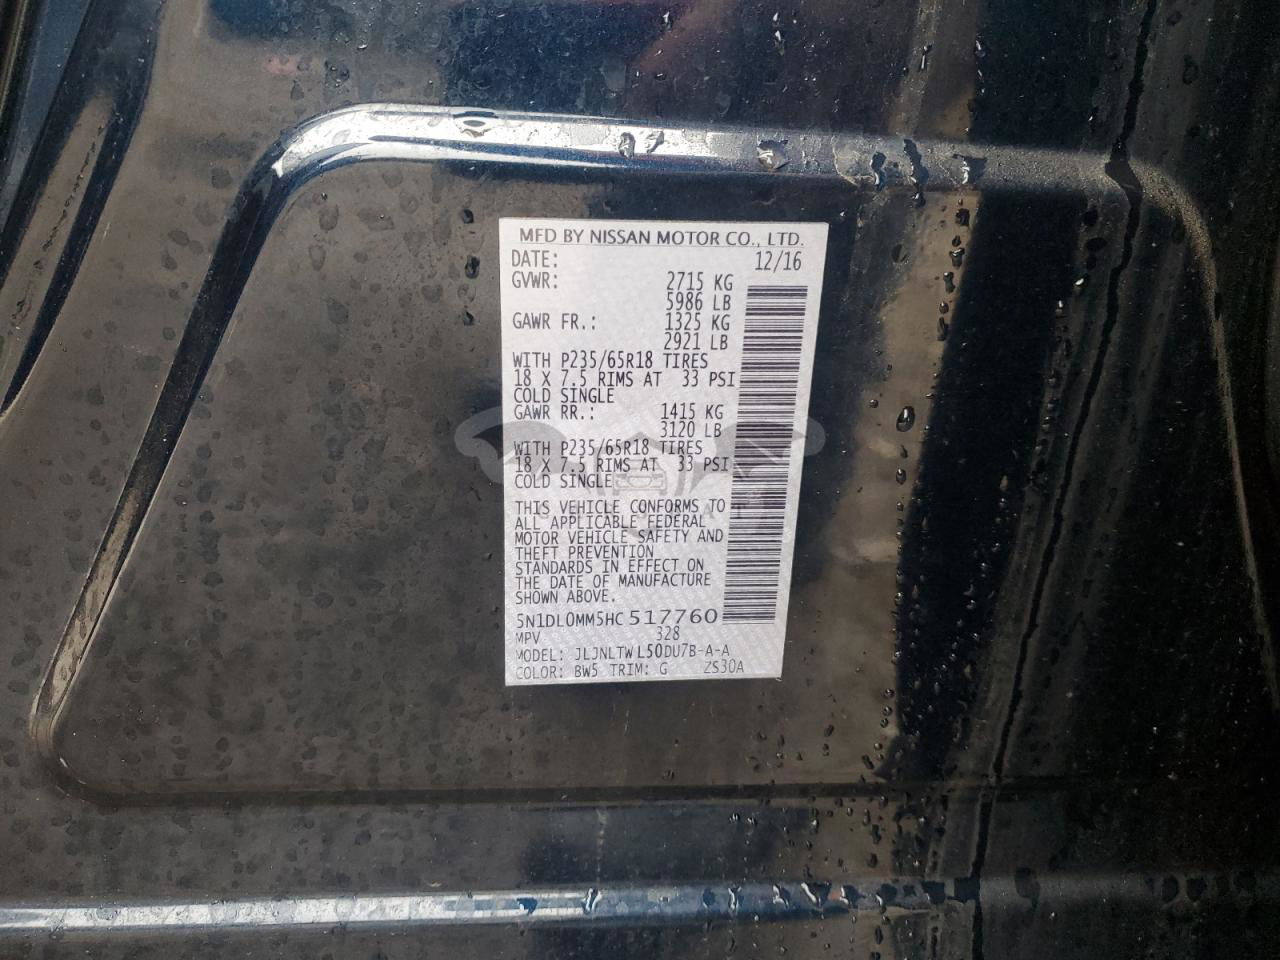 MFD BY NISSAN MOTOR CO., LTD.
DATE: 12/16
GVWR: 2715 KG
5986 LB
GAWR FR.: 1325 KG
2921 LB
WITH P235/65R18 TIRES
18 X 7.5 RIMS AT 33 PSI
COLD SINGLE
GAWR RR.: 1415 KG
3120 LB
WITH P235/65R18 TIRES
18 X 7.5 RIMS AT 33 PSI
COLD SINGLE
THIS VEHICLE CONFORMS TO
ALL APPLICABLE FEDERAL
MOTOR VEHICLE SAFETY AND
THEFT PREVENTION
STANDARDS IN EFFECT ON
THE DATE OF MANUFACTURE
SHOWN ABOVE.
5N1DL0MM5HC517760
MPV 328
MODEL: JLJNLTWL50DU7B-A-A
COLOR: BW5 TRIM: G ZS30A